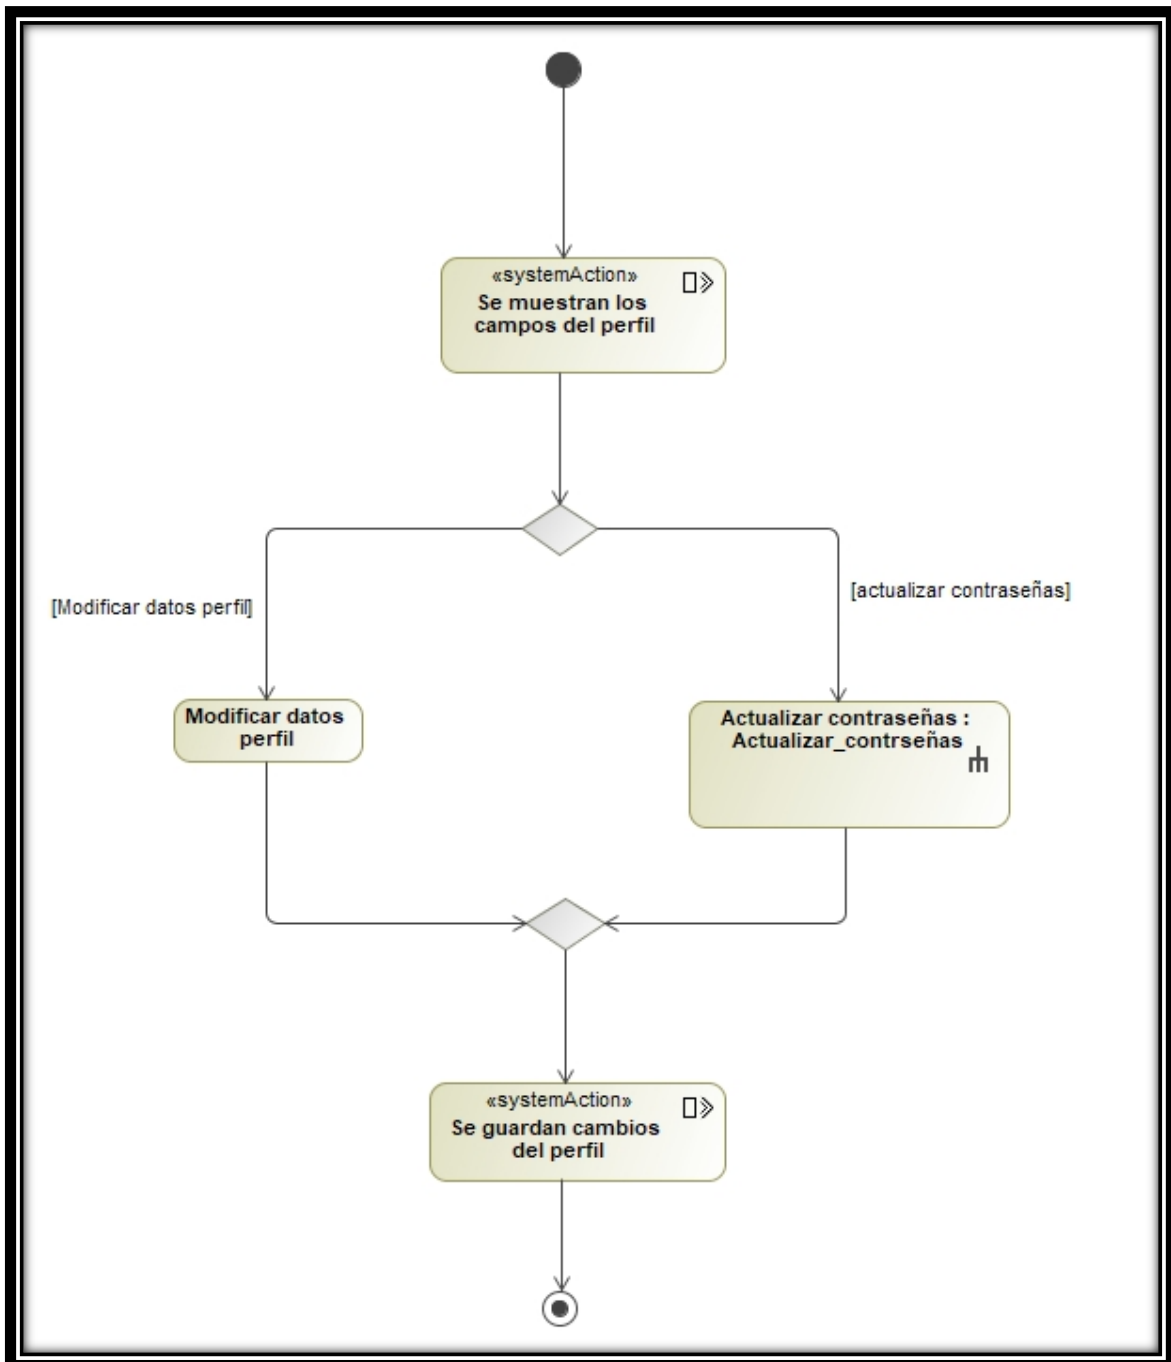 «systemAction»
Se muestran los
campos del perfil
[Modificar datos perfil]
[actualizar contraseñas]
Modificar datos
perfil
Actualizar contraseñas :
Actualizar_contrseñas
«systemAction»
Se guardan cambios
del perfil